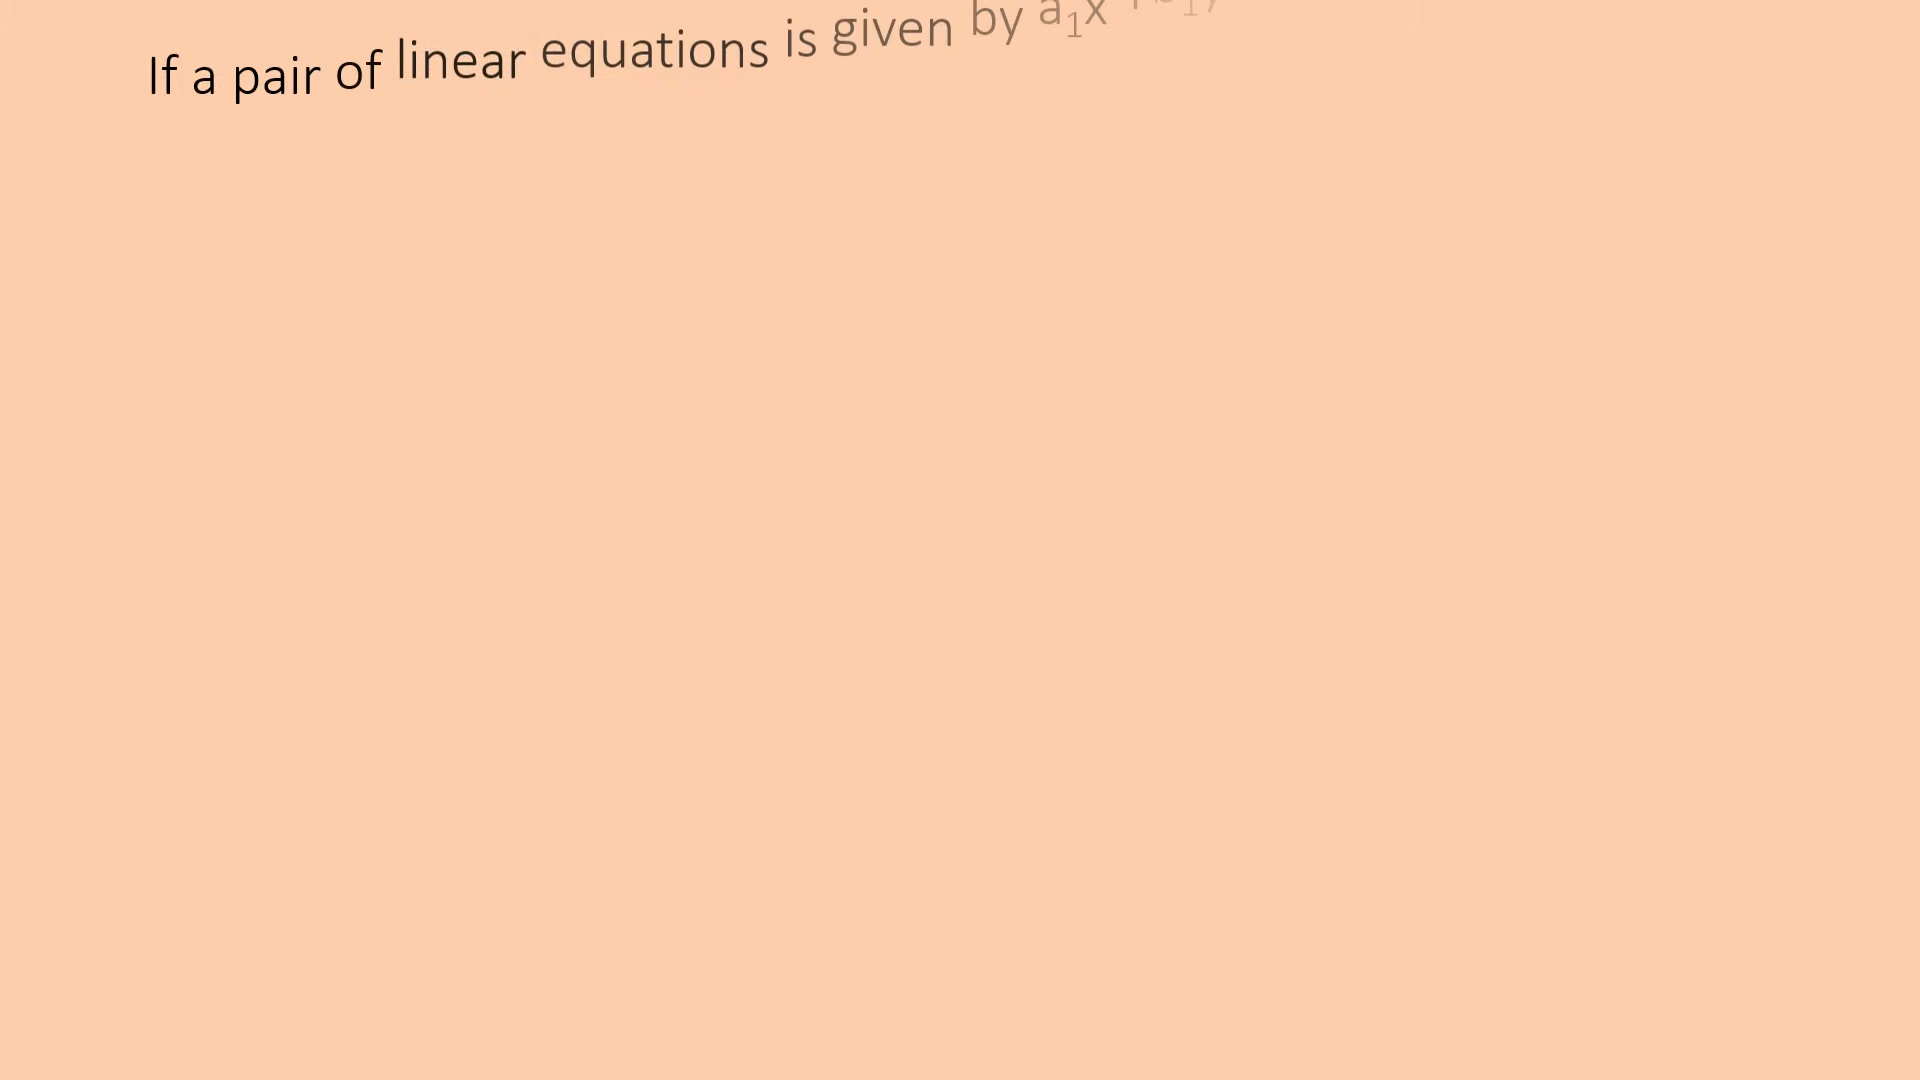 If a pair of linear equations is given by a₁x